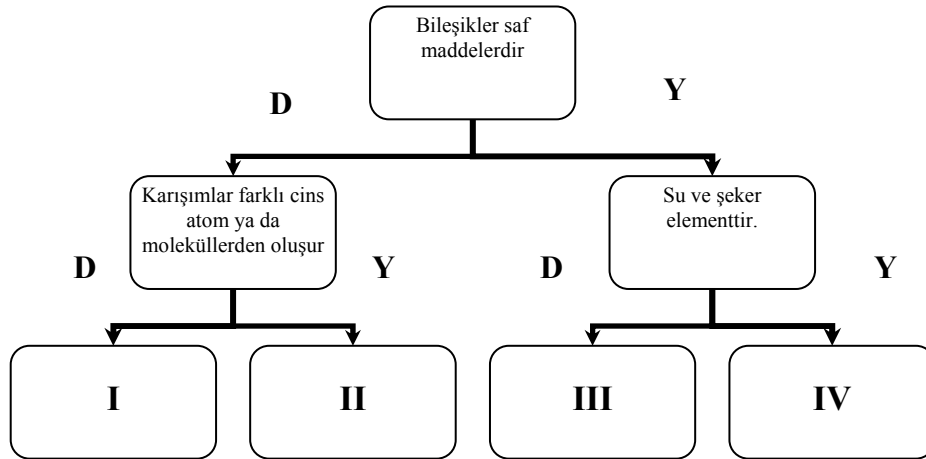 Bileşikler saf
maddelerdir
D
Y
Karışımlar farklı cins
atom ya da
moleküllerden oluşur
Su ve şeker
elementtir.
D
Y
D
Y
I
II
III
IV